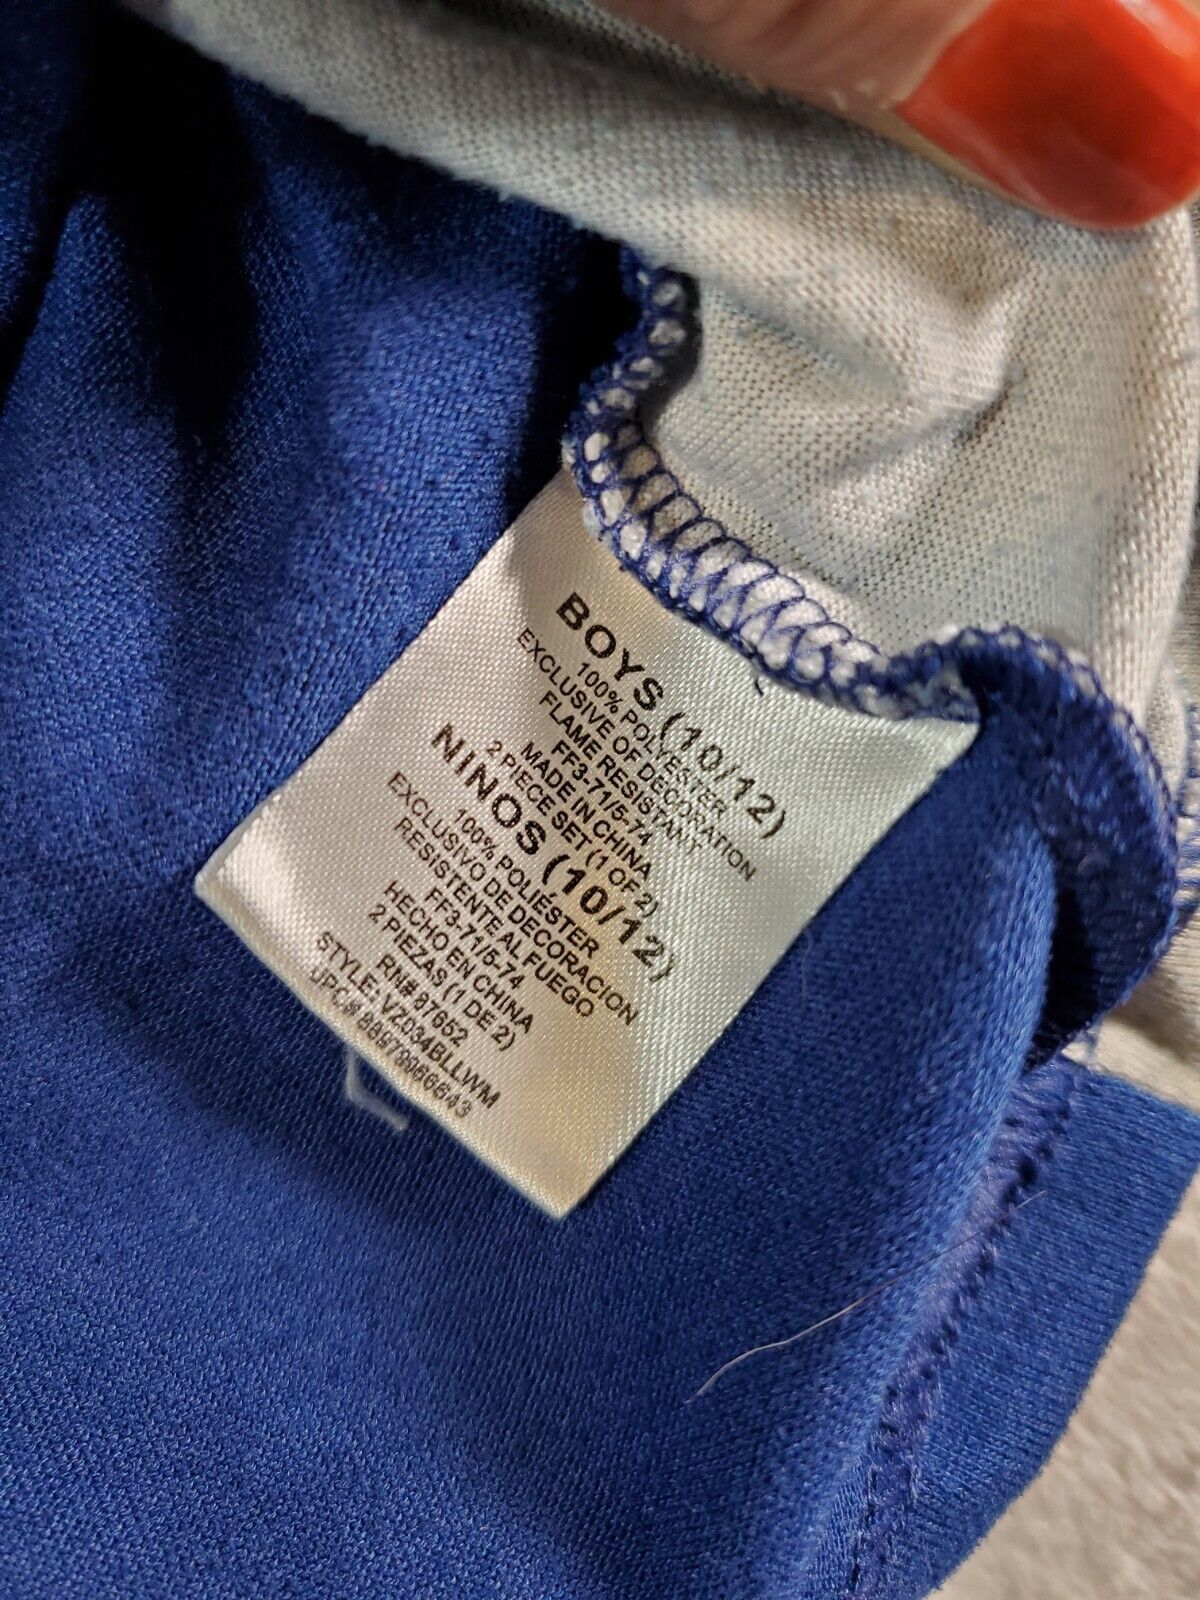 BOYS (10/12)
100% POLYESTER
EXCLUSIVE OF DECORATION
FLAME RESISTANT
FF3-71/5-74
MADE IN CHINA
2 PIECE SET (1 OF 2)
NINOS (10/12)
100% POLIÉSTER
EXCLUSIVO DE DECORACION
RESISTENTE AL FUEGO
FF3-71/5-74
HECHO EN CHINA
2 PIEZAS (1 DE 2)
RN# 87652
STYLE: VZ034BLLWM
UPC# 88979966643